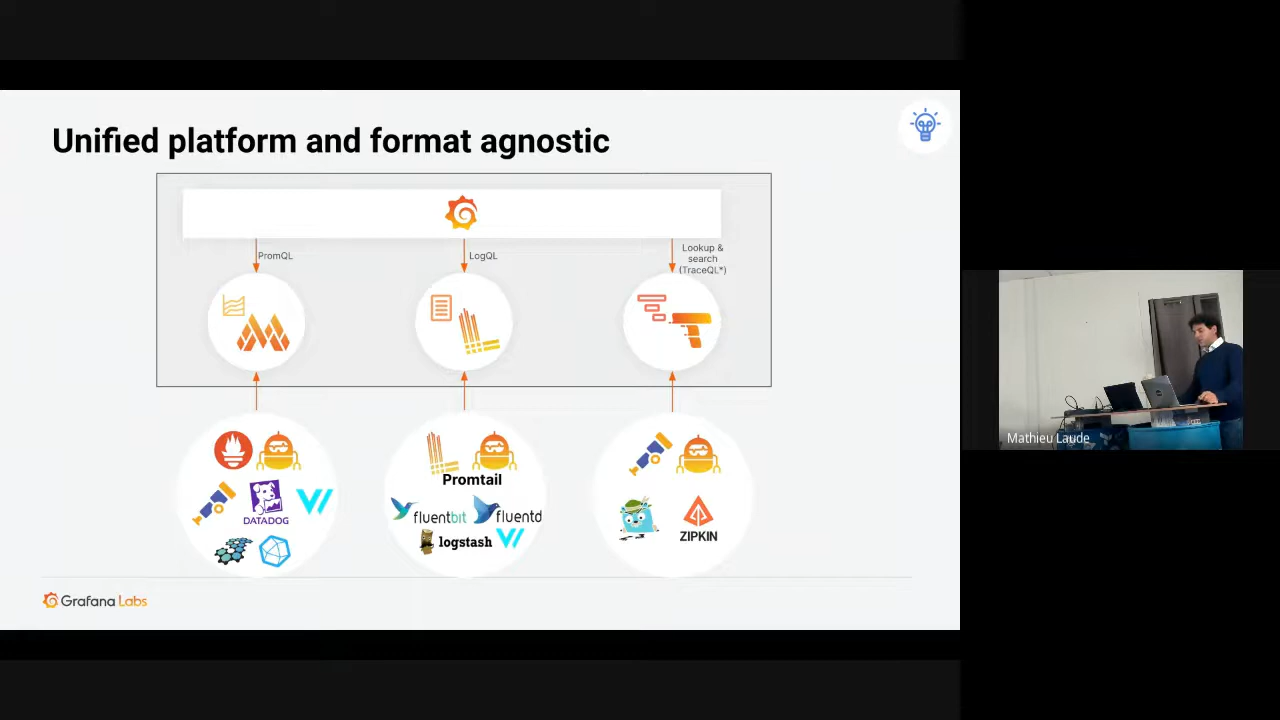 Unified platform and format agnostic
PromQL
LogQL
Lookup &
search
(TraceQL*)
Promtail
DATADOG
fluentbit
fluentd
logstash
ZIPKIN
Grafana Labs
Mathieu Laude